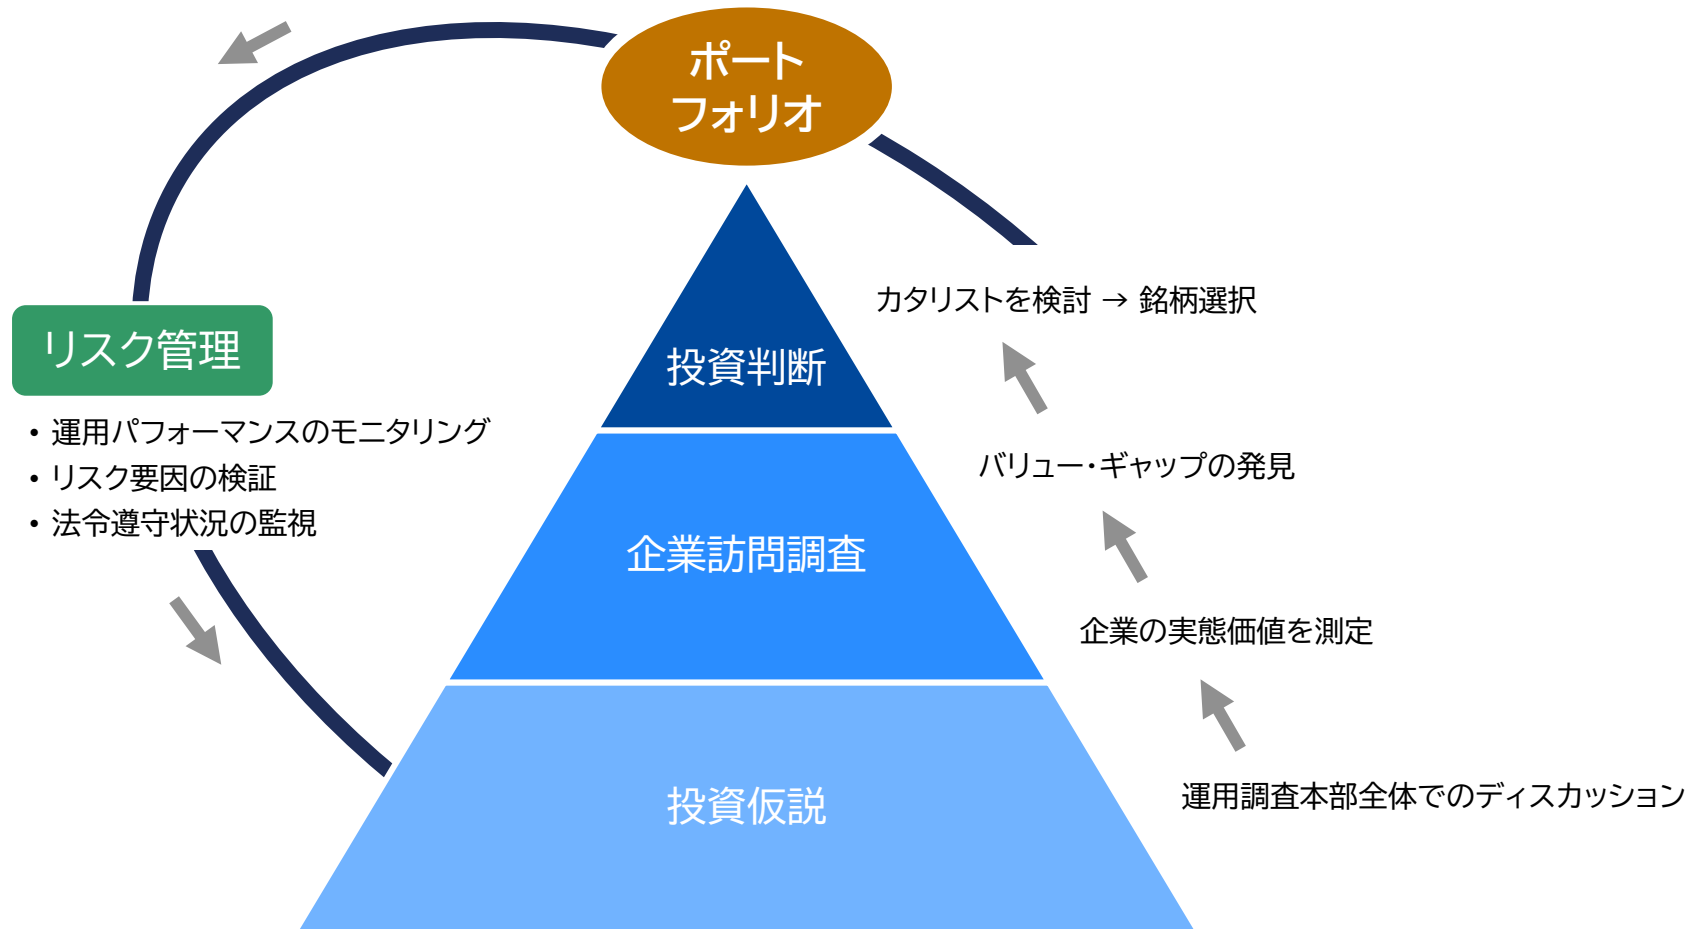 ポート
フォリオ
カタリストを検討 → 銘柄選択
リスク管理
投資判断
・運用パフォーマンスのモニタリング
・リスク要因の検証
・法令遵守状況の監視
バリュー・ギャップの発見
企業訪問調査
企業の実態価値を測定
投資仮説
運用調査本部全体でのディスカッション